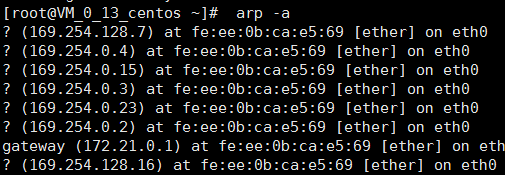 [root@VM_0_13_centos ~]# arp -a
? (169.254.128.7) at fe:ee:0b:ca:e5:69 [ether] on eth0
? (169.254.0.4) at fe:ee:0b:ca:e5:69 [ether] on eth0
? (169.254.0.15) at fe:ee:0b:ca:e5:69 [ether] on eth0
? (169.254.0.3) at fe:ee:0b:ca:e5:69 [ether] on eth0
? (169.254.0.23) at fe:ee:0b:ca:e5:69 [ether] on eth0
? (169.254.0.2) at fe:ee:0b:ca:e5:69 [ether] on eth0
gateway (172.21.0.1) at fe:ee:0b:ca:e5:69 [ether] on eth
? (169.254.128.16) at fe:ee:0b:ca:e5:69 [ether] on eth0